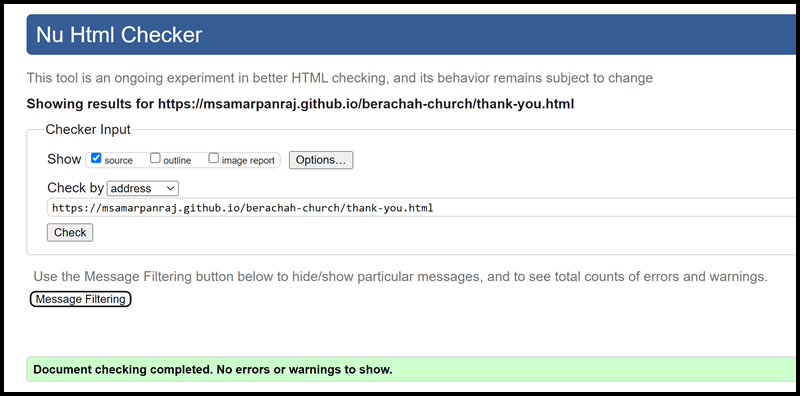 Nu Html Checker
This tool is an ongoing experiment in better HTML checking, and its behavior remains subject to change
Showing results for https://msamarpanraj.github.io/berachah-church/thank-you.html
Checker Input
Show source outline image report Options...
Check by address
https://msamarpanraj.github.io/berachah-church/thank-you.html
Check
Use the Message Filtering button below to hide/show particular messages, and to see total counts of errors and warnings.
Message Filtering
Document checking completed. No errors or warnings to show.